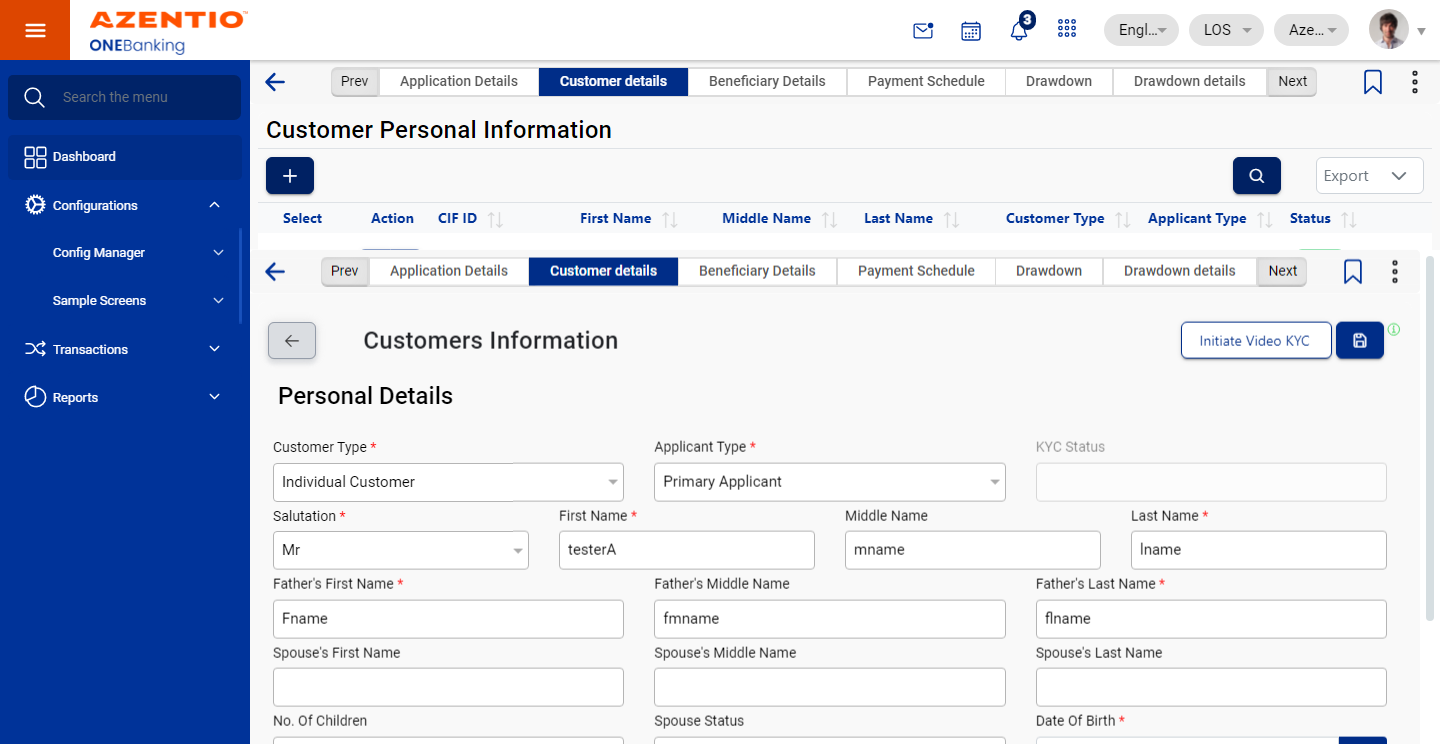 AZENTIO™
ONEBanking
3
Engl...
LOS
Aze...
Search the menu
Dashboard
Configurations
Config Manager
Sample Screens
Transactions
Reports
Prev Application Details Customer details Beneficiary Details Payment Schedule Drawdown Drawdown details Next
Customer Personal Information
+
Export
Select Action CIF ID First Name Middle Name Last Name Customer Type Applicant Type Status
Prev Application Details Customer details Beneficiary Details Payment Schedule Drawdown Drawdown details Next
Customers Information
Initiate Video KYC
Personal Details
Customer Type * Applicant Type * KYC Status
Individual Customer Primary Applicant
Salutation * First Name * Middle Name Last Name *
Mr testerA mname lname
Father's First Name * Father's Middle Name Father's Last Name *
Fname fmname flname
Spouse's First Name Spouse's Middle Name Spouse's Last Name
No. Of Children Spouse Status Date Of Birth *